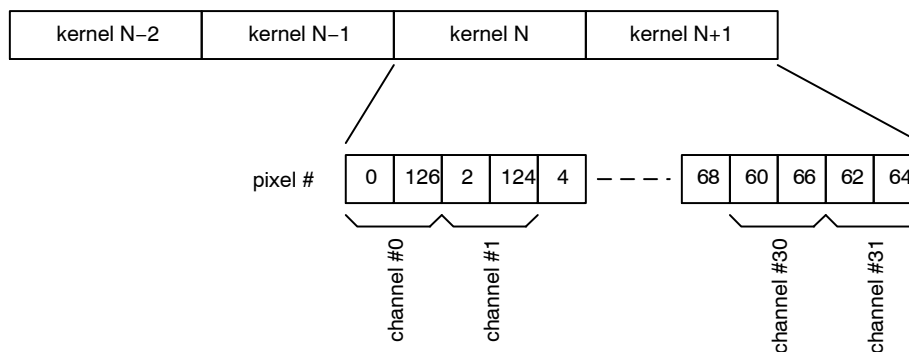 kernel N−2 kernel N−1 kernel N kernel N+1
pixel # 0 126 2 124 4 68 60 66 62 64
channel #0
channel #1
channel #30
channel #31